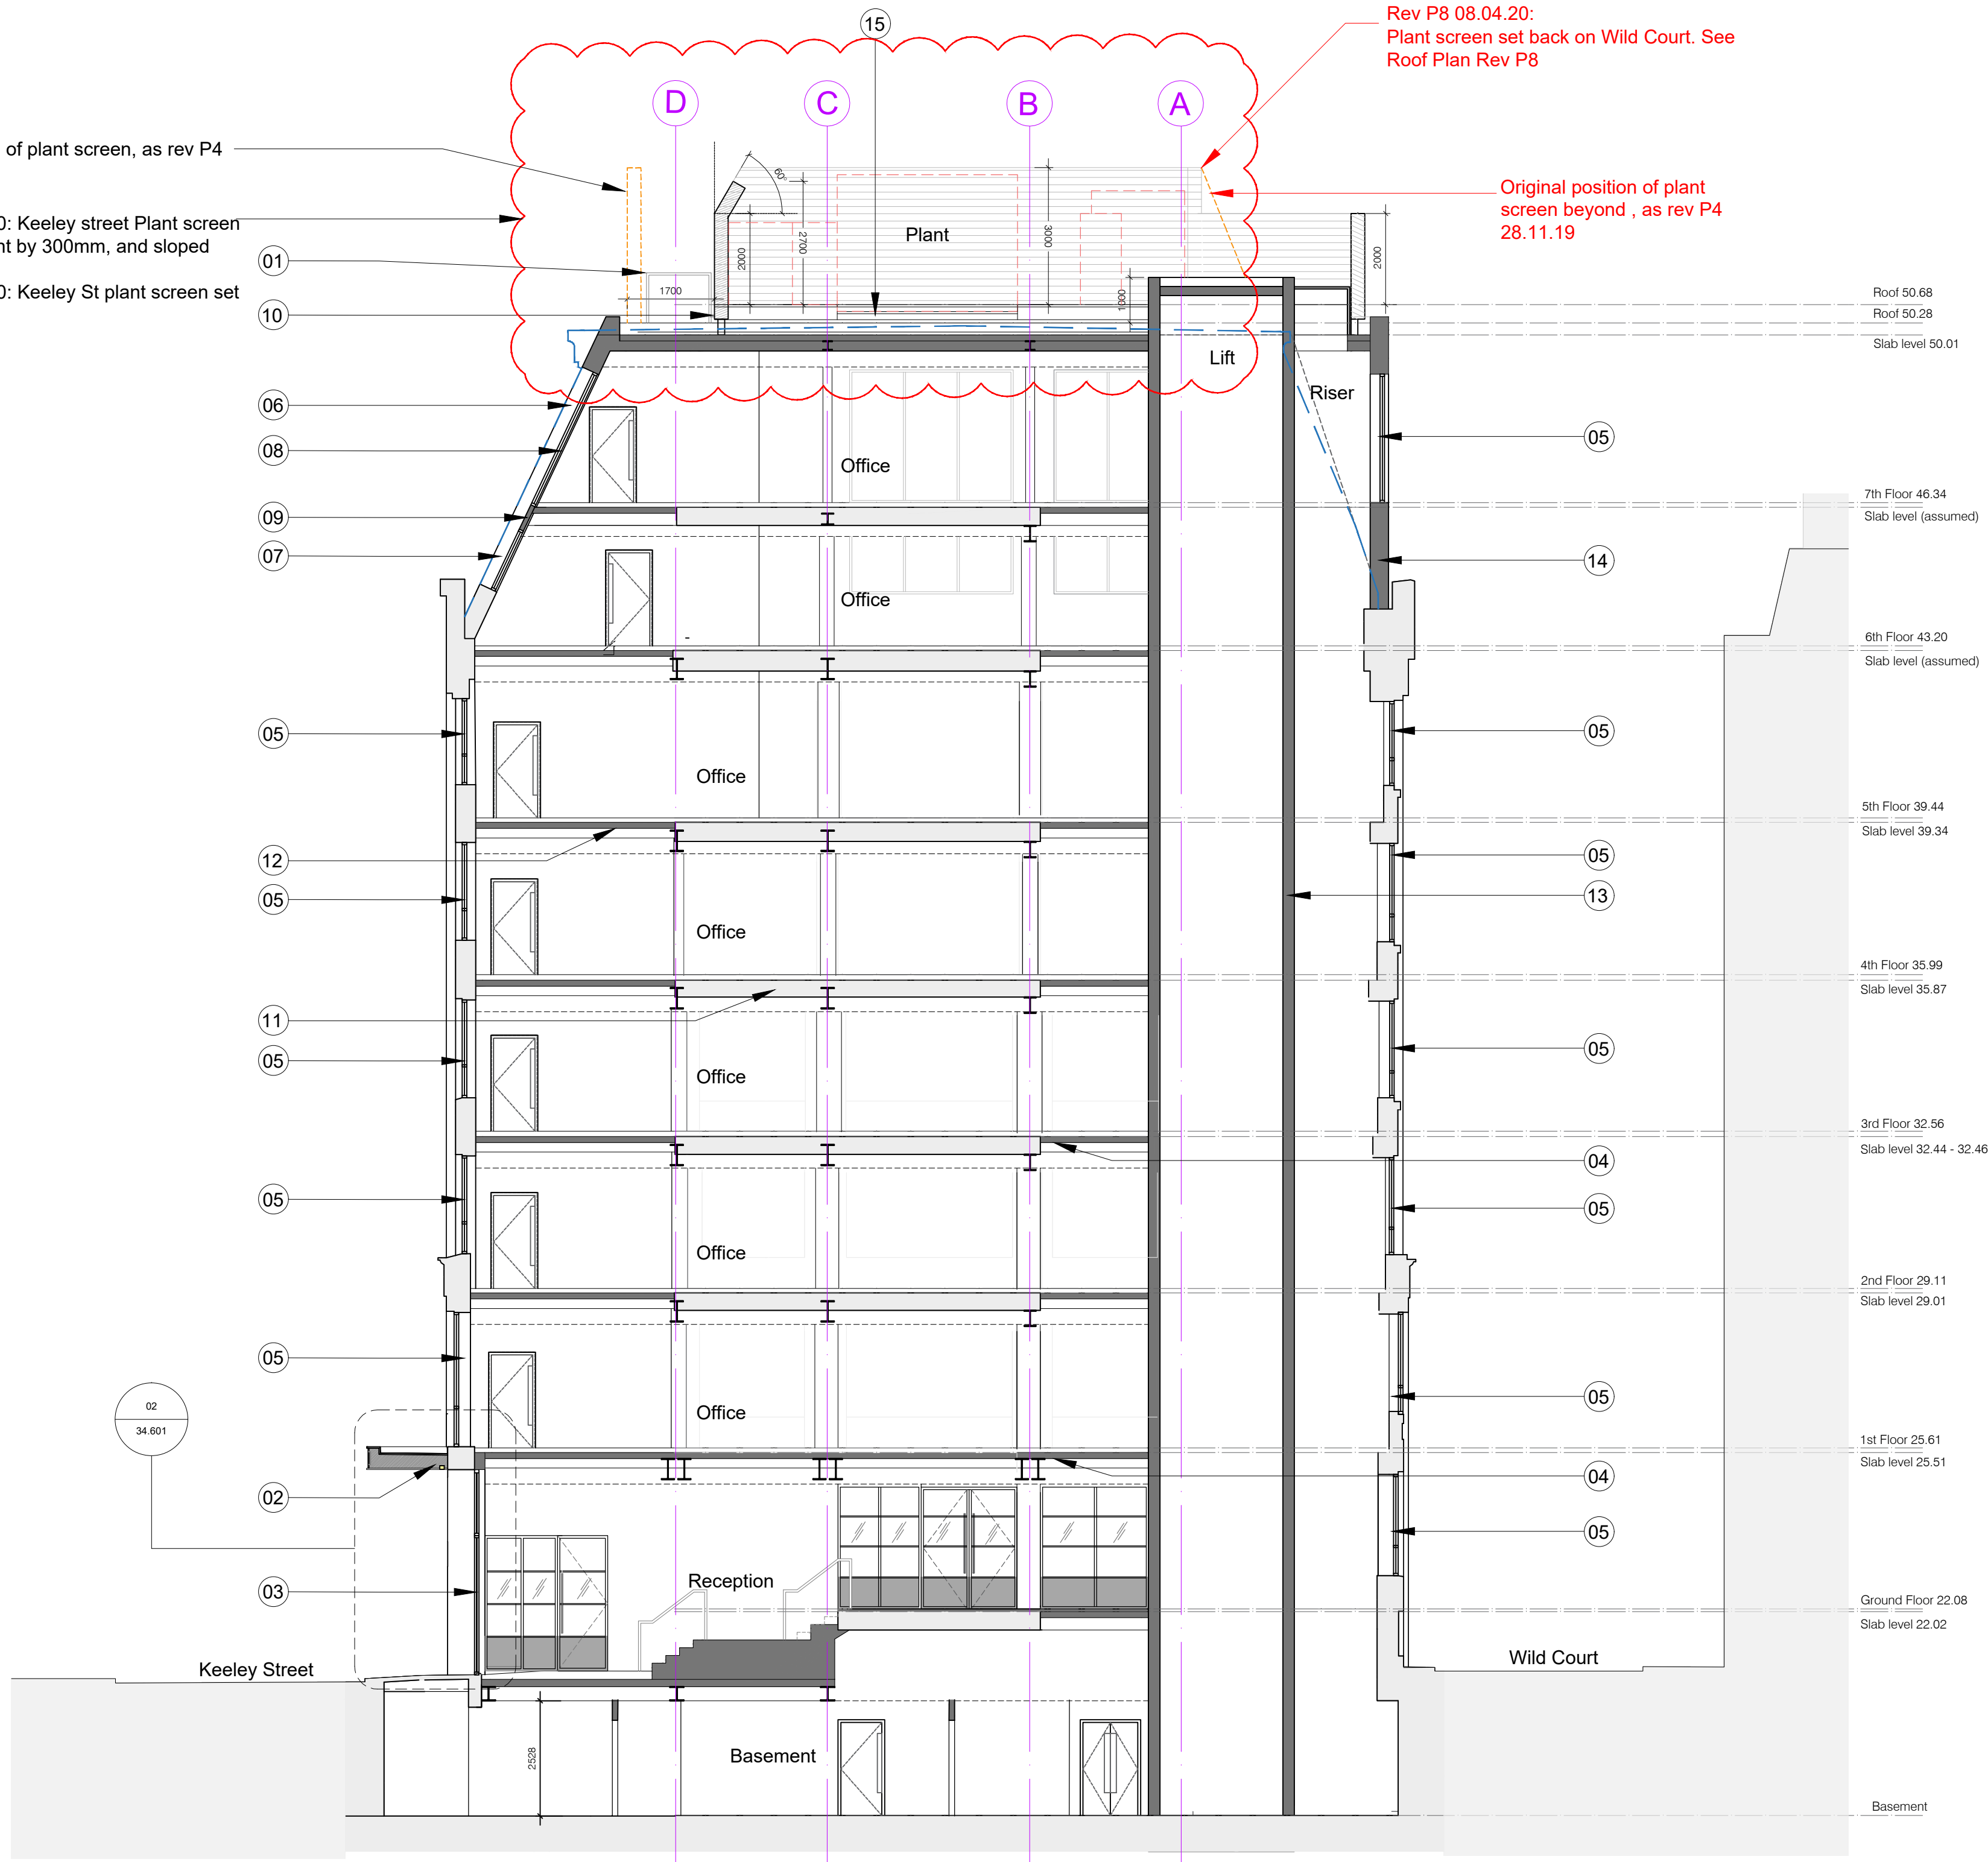 15
Rev P8 08.04.20:
Plant screen set back on Wild Court. See
Roof Plan Rev P8
D
C
B
A
of plant screen, as rev P4
60°
Original position of plant
screen beyond , as rev P4
28.11.19
0: Keeley street Plant screen
nt by 300mm, and sloped
2000
2700
3000
Plant
2000
01
0: Keeley St plant screen set
1700
Roof 50.68
10
Roof 50.28
Slab level 50.01
Lift
Riser
06
05
08
Office
7th Floor 46.34
09
Slab level (assumed)
07
14
Office
6th Floor 43.20
Slab level (assumed)
05
05
Office
5th Floor 39.44
Slab level 39.34
12
05
05
13
Office
4th Floor 35.99
Slab level 35.87
11
05
05
Office
3rd Floor 32.56
Slab level 32.44 - 32.46
04
05
05
Office
2nd Floor 29.11
Slab level 29.01
05
05
02
34.601
Office
1st Floor 25.61
Slab level 25.51
02
04
05
Reception
03
Ground Floor 22.08
Slab level 22.02
Keeley Street
Wild Court
2528
Basement
Basement